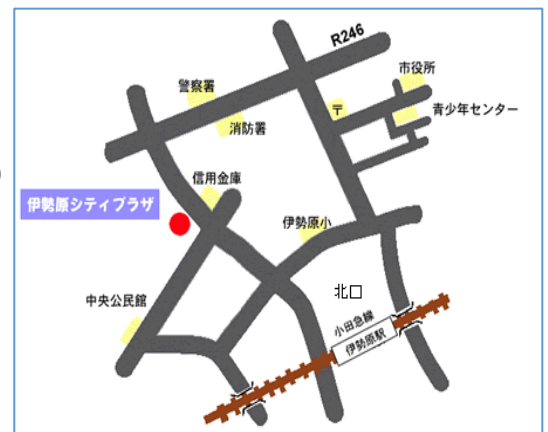 R246
市役所
警察署
〒
青少年センター
消防署
信用金庫
伊勢原シティプラザ
伊勢原小
北口
中央公民館
小田急線
伊勢原駅